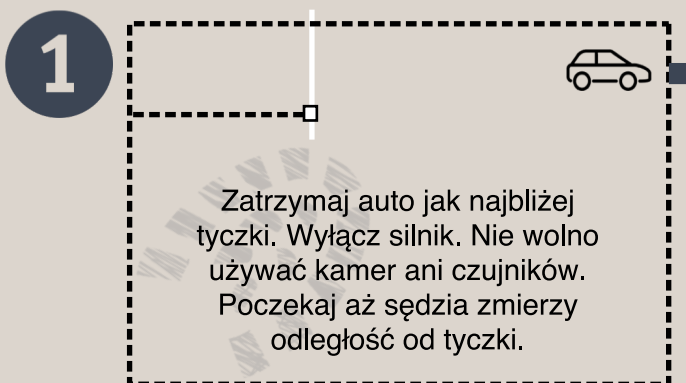 1
Zatrzymaj auto jak najbliżej
tyczki. Wyłącz silnik. Nie wolno
używać kamer ani czujników.
Poczekaj aż sędzia zmierzy
odległość od tyczki.